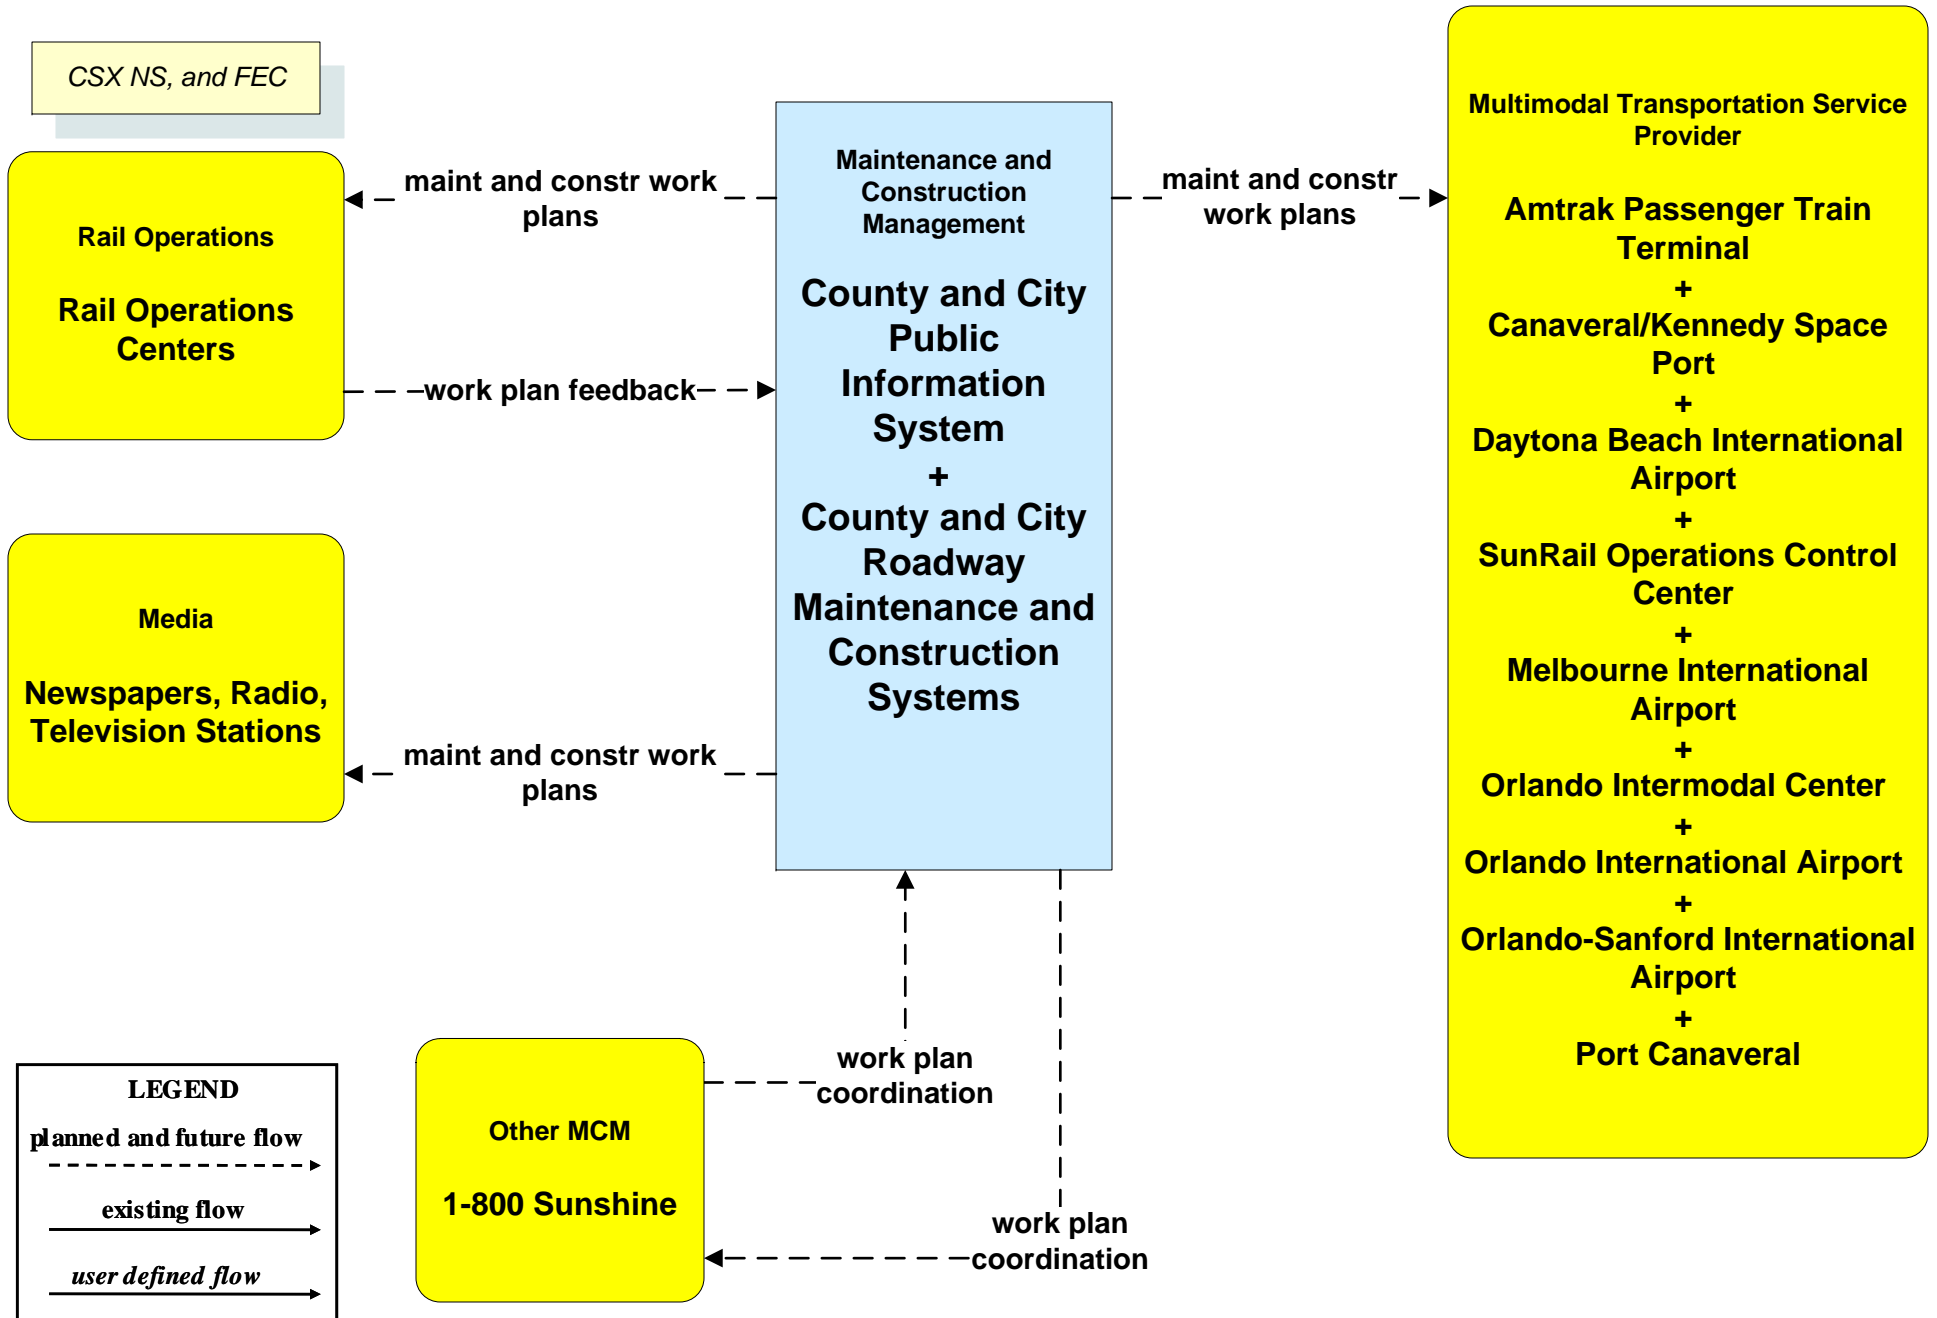 CSX NS, and FEC
Rail Operations
Rail Operations
Centers
maint and constr work
plans
work plan feedback
Media
Newspapers, Radio,
Television Stations
maint and constr work
plans
Maintenance and
Construction
Management
County and City
Public
Information
System
+
County and City
Roadway
Maintenance and
Construction
Systems
maint and constr
work plans
Multimodal Transportation Service
Provider
Amtrak Passenger Train
Terminal
+
Canaveral/Kennedy Space
Port
+
Daytona Beach International
Airport
+
SunRail Operations Control
Center
+
Melbourne International
Airport
+
Orlando Intermodal Center
+
Orlando International Airport
+
Orlando-Sanford International
Airport
+
Port Canaveral
work plan
coordination
Other MCM
1-800 Sunshine
work plan
coordination
LEGEND
planned and future flow
existing flow
user defined flow